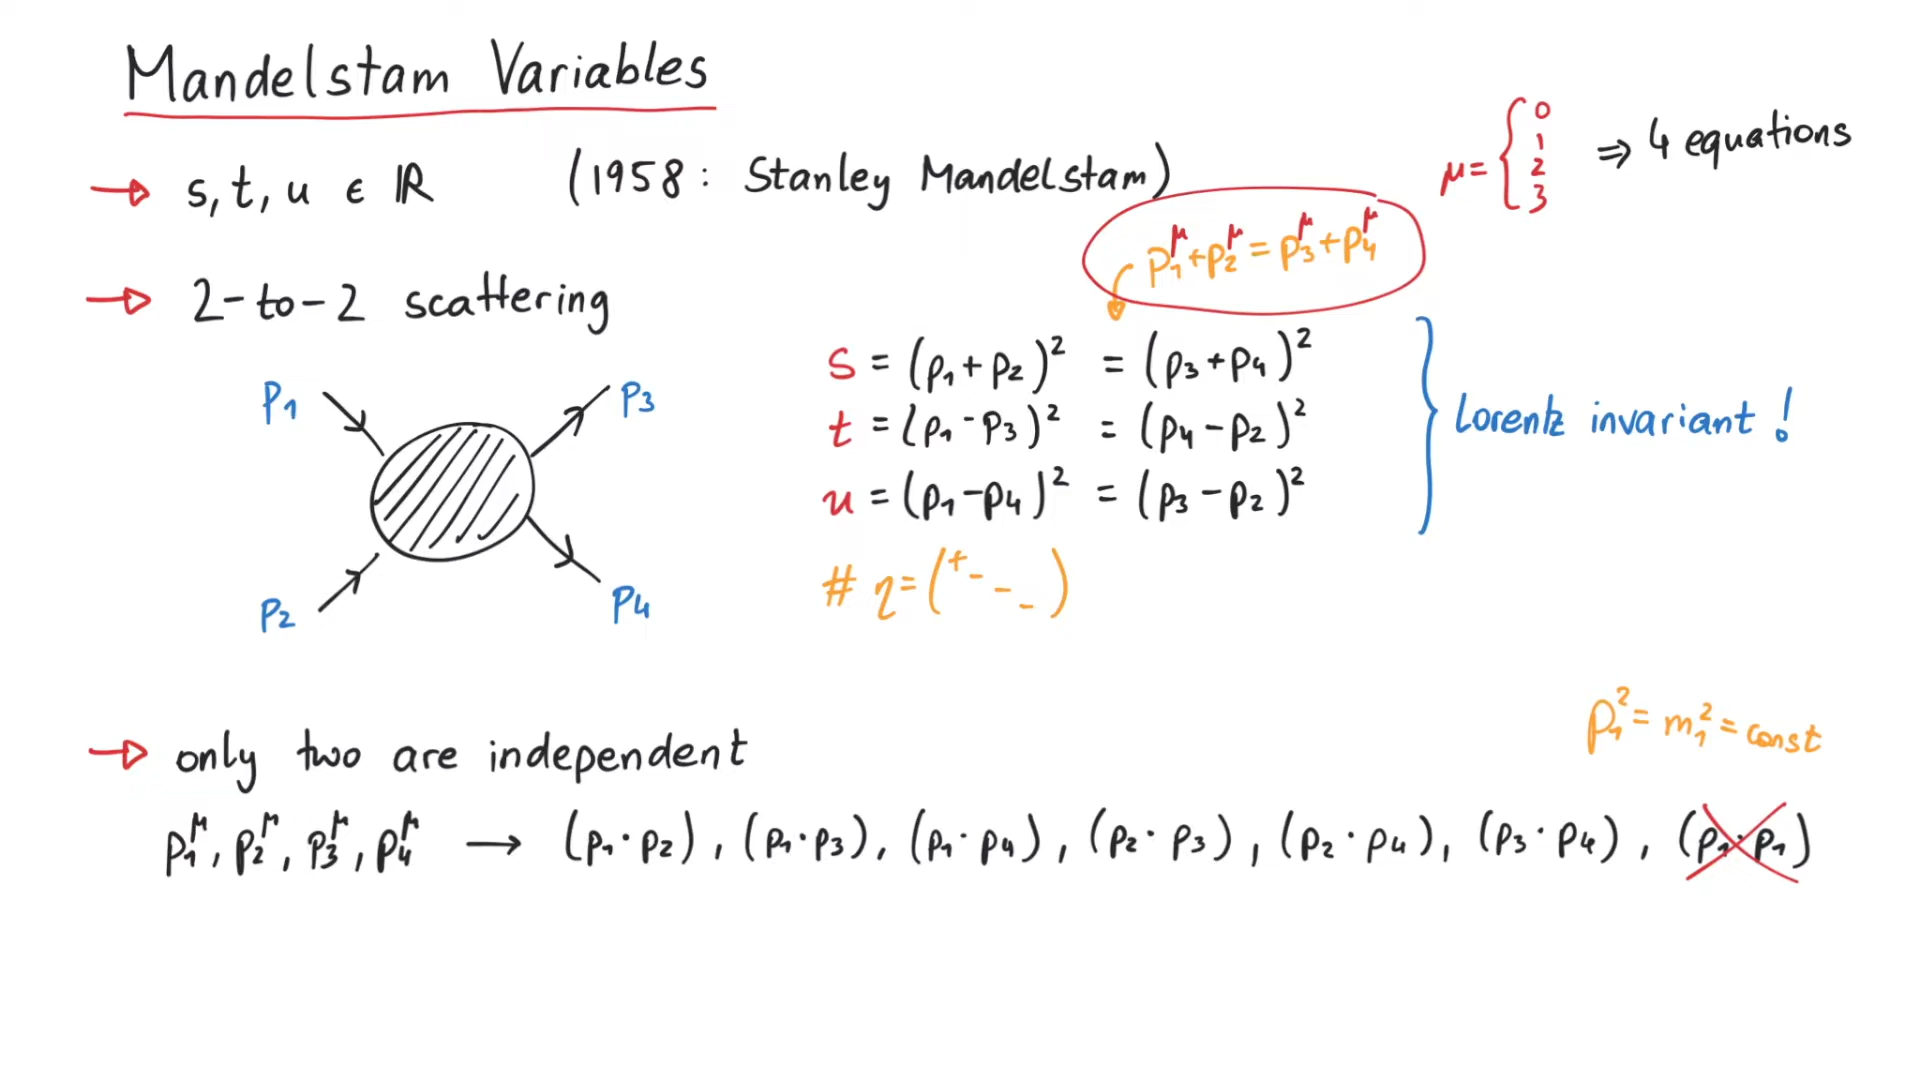 Mandelstam Variables
→ s, t, u ∈ ℝ (1958: Stanley Mandelstam)
μ = { 0 1 2 3 ⇒ 4 equations
p₁^μ + p₂^μ = p₃^μ + p₄^μ
→ 2-to-2 scattering
p₁ p₃
p₂ p₄
s = (p₁ + p₂)² = (p₃ + p₄)²
t = (p₁ - p₃)² = (p₄ - p₂)²
u = (p₁ - p₄)² = (p₃ - p₂)²
} Lorentz invariant!
# η = (+ - - -)
→ only two are independent
p₁² = m₁² = const
p₁^μ, p₂^μ, p₃^μ, p₄^μ → (p₁·p₂), (p₁·p₃), (p₁·p₄), (p₂·p₃), (p₂·p₄), (p₃·p₄), (p₁·p₁)